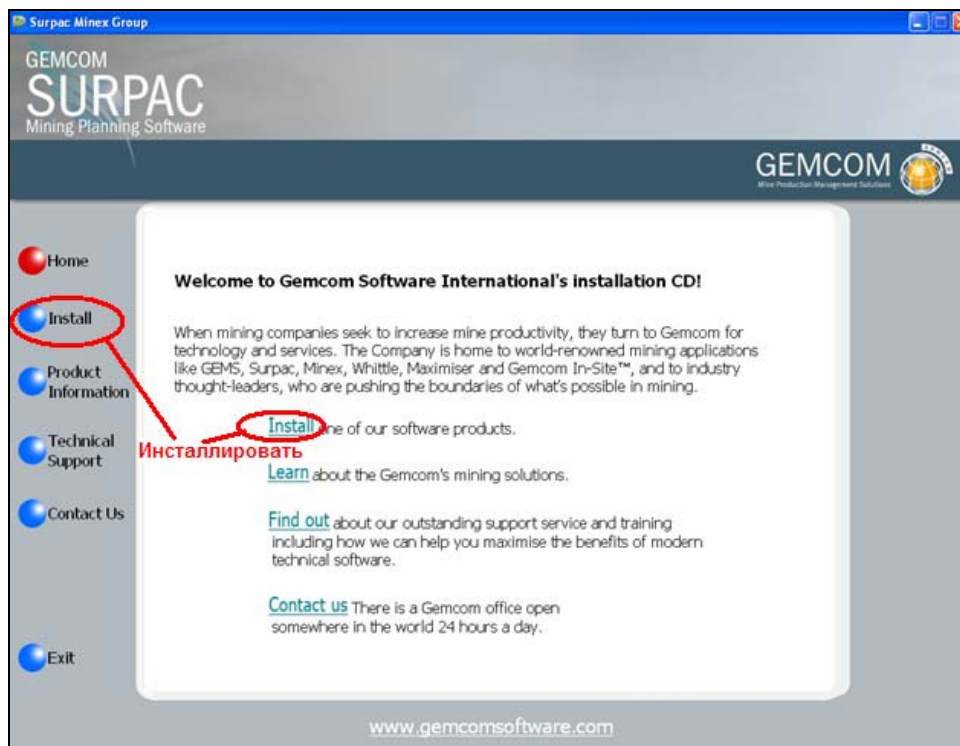 Surpac Minex Group
GEMCOM
SURPAC
Mining Planning Software
GEMCOM
Mine Production Management Solutions
Home
Install
Product
Information
Technical
Support
Contact Us
Exit
Welcome to Gemcom Software International's installation CD!
When mining companies seek to increase mine productivity, they turn to Gemcom for
technology and services. The Company is home to world-renowned mining applications
like GEMS, Surpac, Minex, Whittle, Maximiser and Gemcom In-Site™, and to industry
thought-leaders, who are pushing the boundaries of what's possible in mining.
Install one of our software products.
Инсталлировать
Learn about the Gemcom's mining solutions.
Find out about our outstanding support service and training
including how we can help you maximise the benefits of modern
technical software.
Contact us There is a Gemcom office open
somewhere in the world 24 hours a day.
www.gemcomsoftware.com